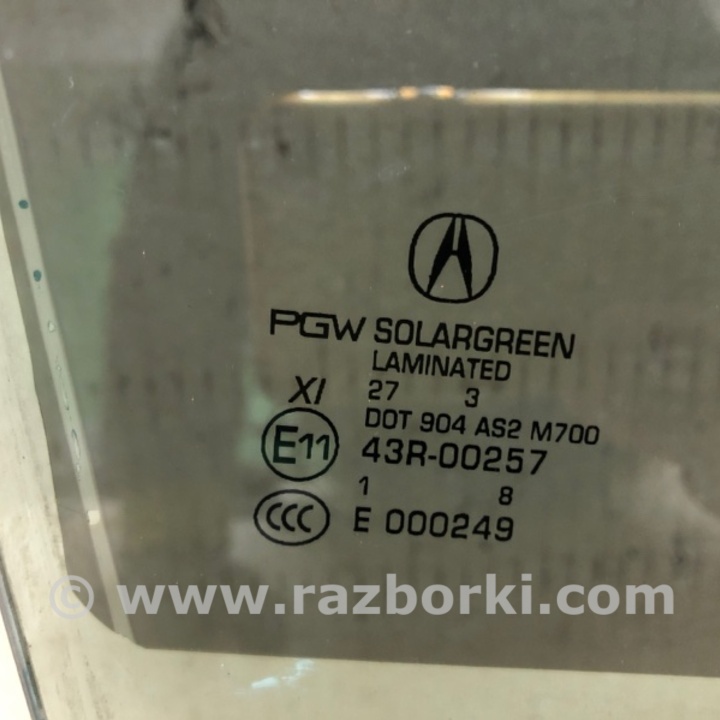 PGW SOLARGREEN
LAMINATED
XI 27 3
DOT 904 AS2 M700
E11 43R-00257
1 8
CCC E 000249
© www.razborki.com